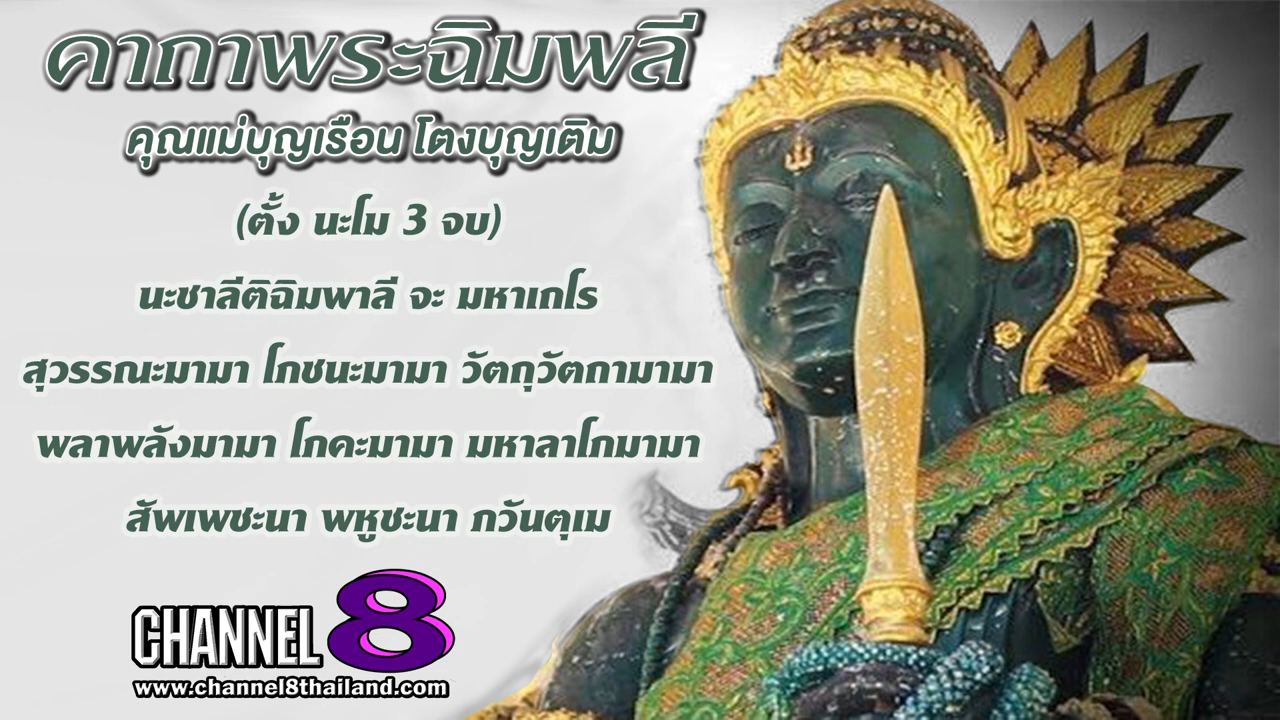 คาถาพระฉิมพลี
คุณแม่บุญเรือน โตงบุญเติม
(ตั้ง นะโม 3 จบ)
นะชาลีติฉิมพาลี จะ มหาเถโร
สุวรรณะมามา โภชนะมามา วัตถุวัตถามามา
พลาพลังมามา โภคะมามา มหาลาโภมามา
สัพเพชะนา พหูชะนา ภวันตุเม
CHANNEL 8
www.channel8thailand.com